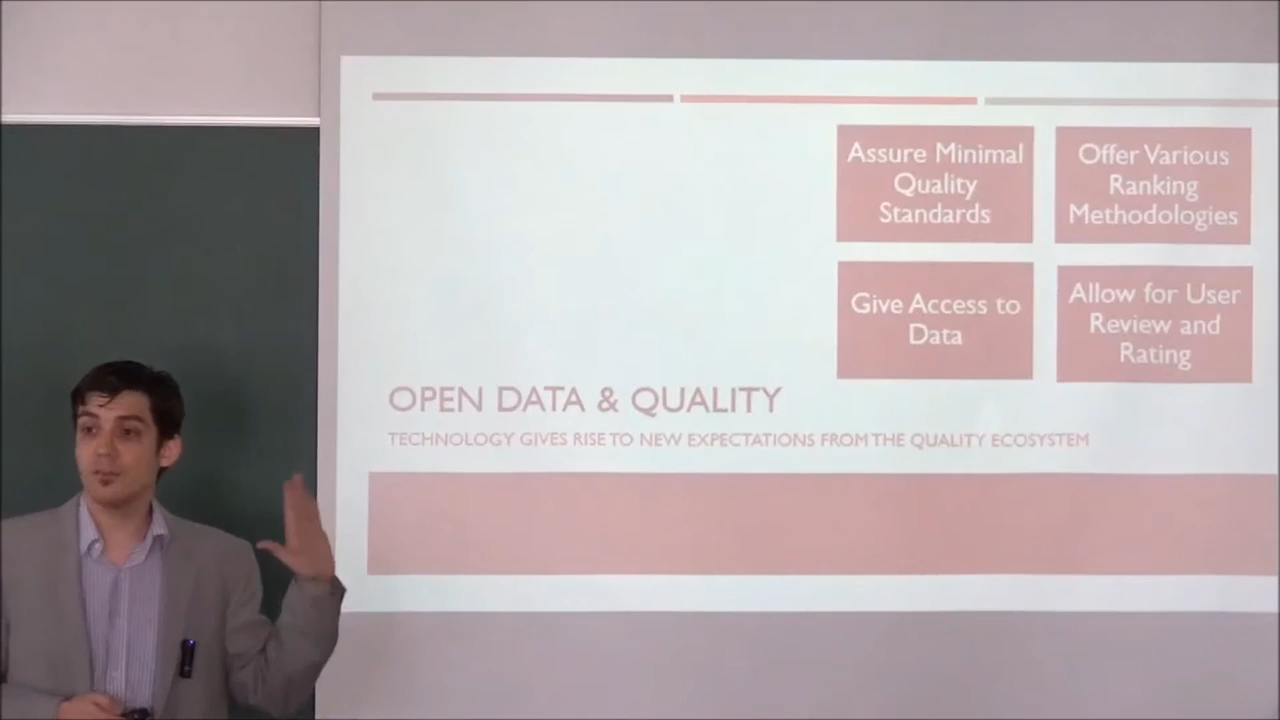 Assure Minimal
Quality
Standards
Offer Various
Ranking
Methodologies
Give Access to
Data
Allow for User
Review and
Rating
OPEN DATA & QUALITY
TECHNOLOGY GIVES RISE TO NEW EXPECTATIONS FROM THE QUALITY ECOSYSTEM